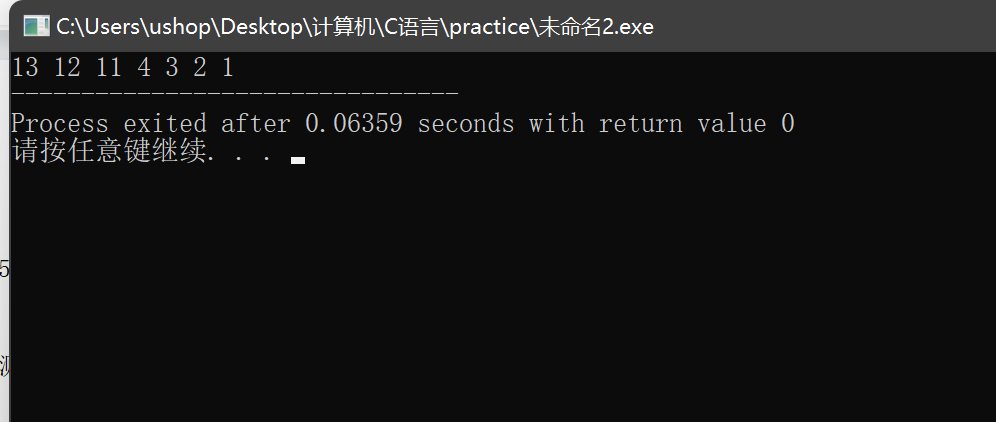 C:\Users\ushop\Desktop\计算机\C语言\practice\未命名2.exe
13 12 11 4 3 2 1
--------------------------------
Process exited after 0.06359 seconds with return value 0
请按任意键继续. . .
5